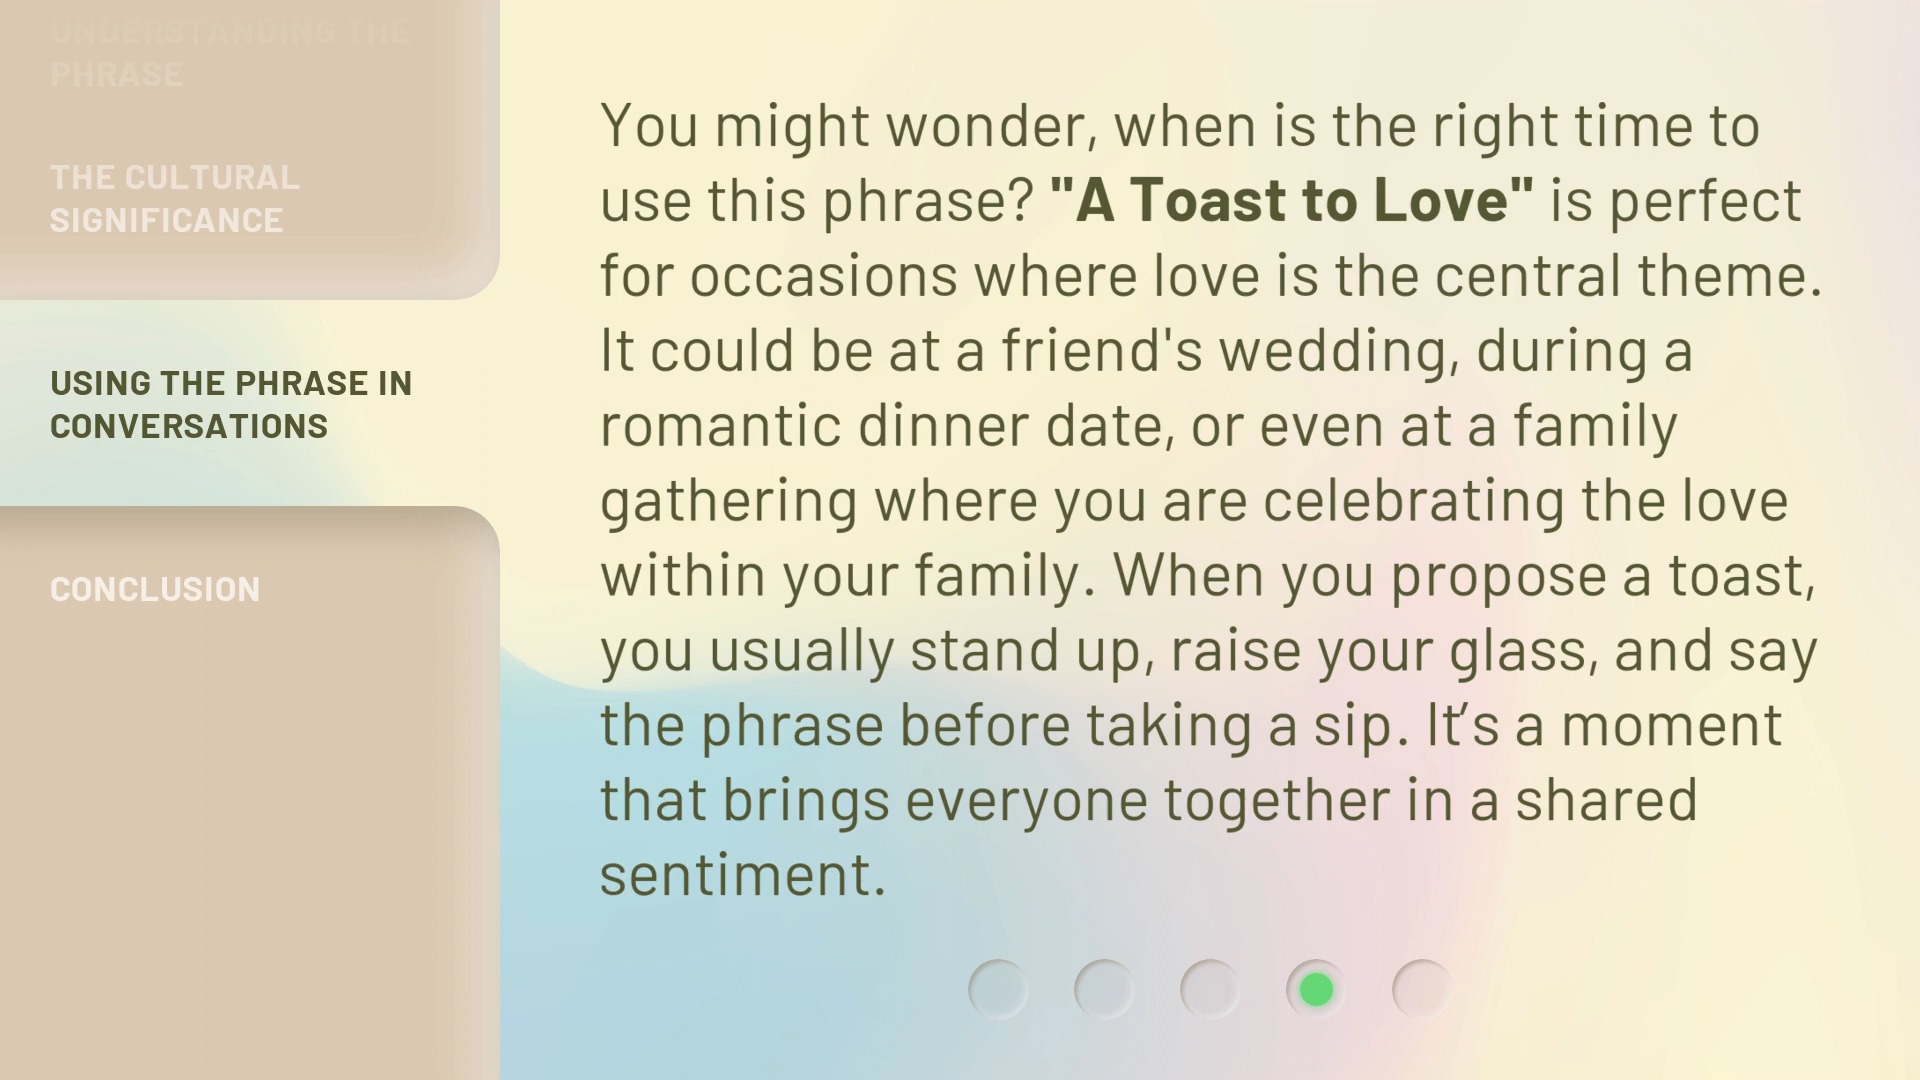 UNDERSTANDING THE
PHRASE
THE CULTURAL
SIGNIFICANCE
USING THE PHRASE IN
CONVERSATIONS
CONCLUSION
You might wonder, when is the right time to
use this phrase? "A Toast to Love" is perfect
for occasions where love is the central theme.
It could be at a friend's wedding, during a
romantic dinner date, or even at a family
gathering where you are celebrating the love
within your family. When you propose a toast,
you usually stand up, raise your glass, and say
the phrase before taking a sip. It’s a moment
that brings everyone together in a shared
sentiment.